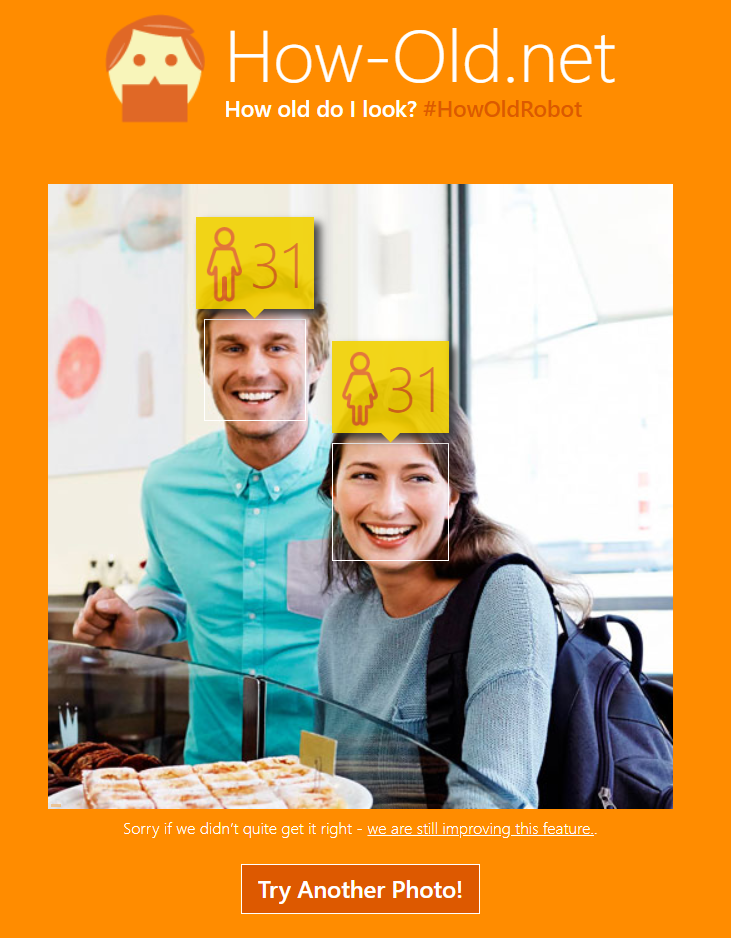 How-Old.net
How old do I look? #HowOldRobot
31
31
Sorry if we didn't quite get it right - we are still improving this feature..
Try Another Photo!